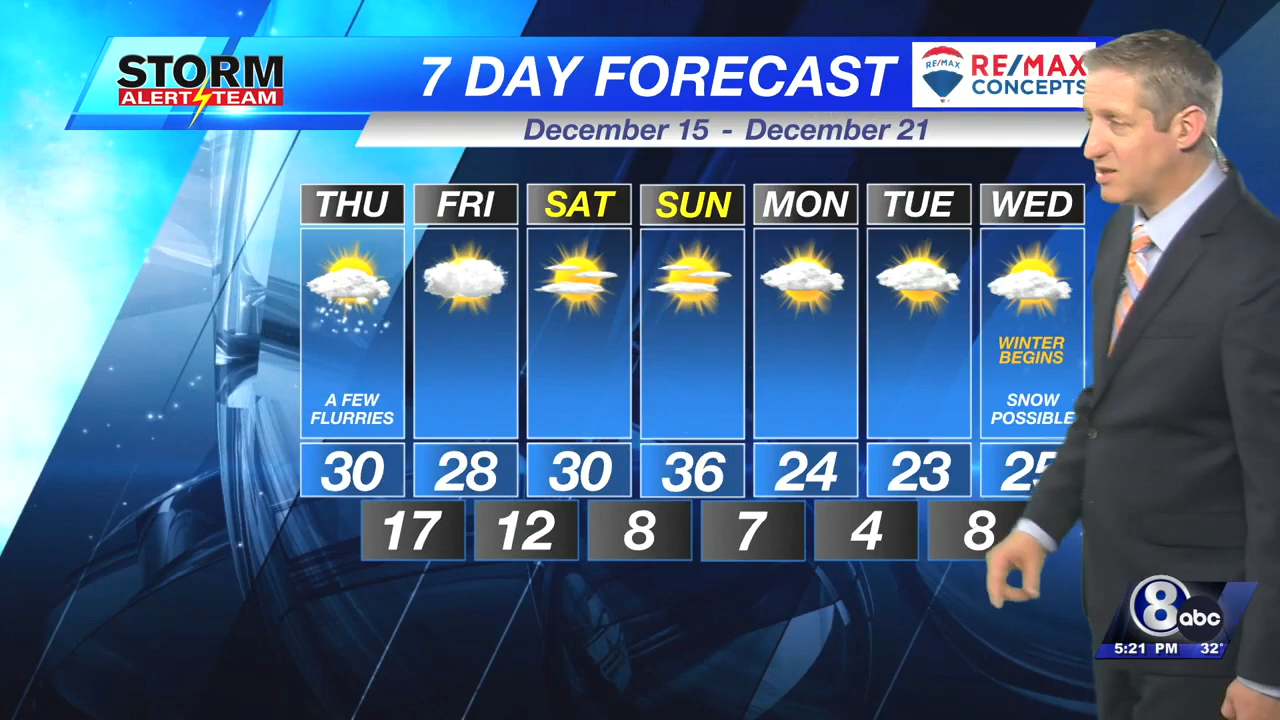 STORM
ALERT TEAM
7 DAY FORECAST
RE/MAX
RE/MAX
CONCEPTS
December 15 - December 21
THU FRI SAT SUN MON TUE WED
WINTER
BEGINS
A FEW
FLURRIES
SNOW
POSSIBLE
30 28 30 36 24 23 25
17 12 8 7 4 8
8 abc
5:21 PM 32°